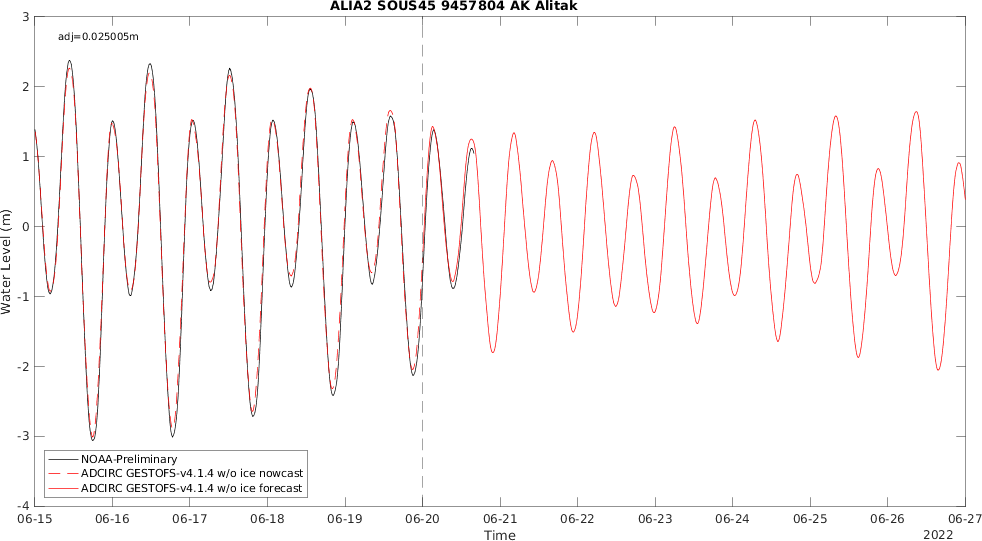 ALIA2 SOUS45 9457804 AK Alitak
adj=0.025005m
3
2
1
0
-1
-2
-3
-4
Water Level (m)
NOAA-Preliminary
ADCIRC GESTOFS-v4.1.4 w/o ice nowcast
ADCIRC GESTOFS-v4.1.4 w/o ice forecast
06-15 06-16 06-17 06-18 06-19 06-20 06-21 06-22 06-23 06-24 06-25 06-26 06-27
Time
2022